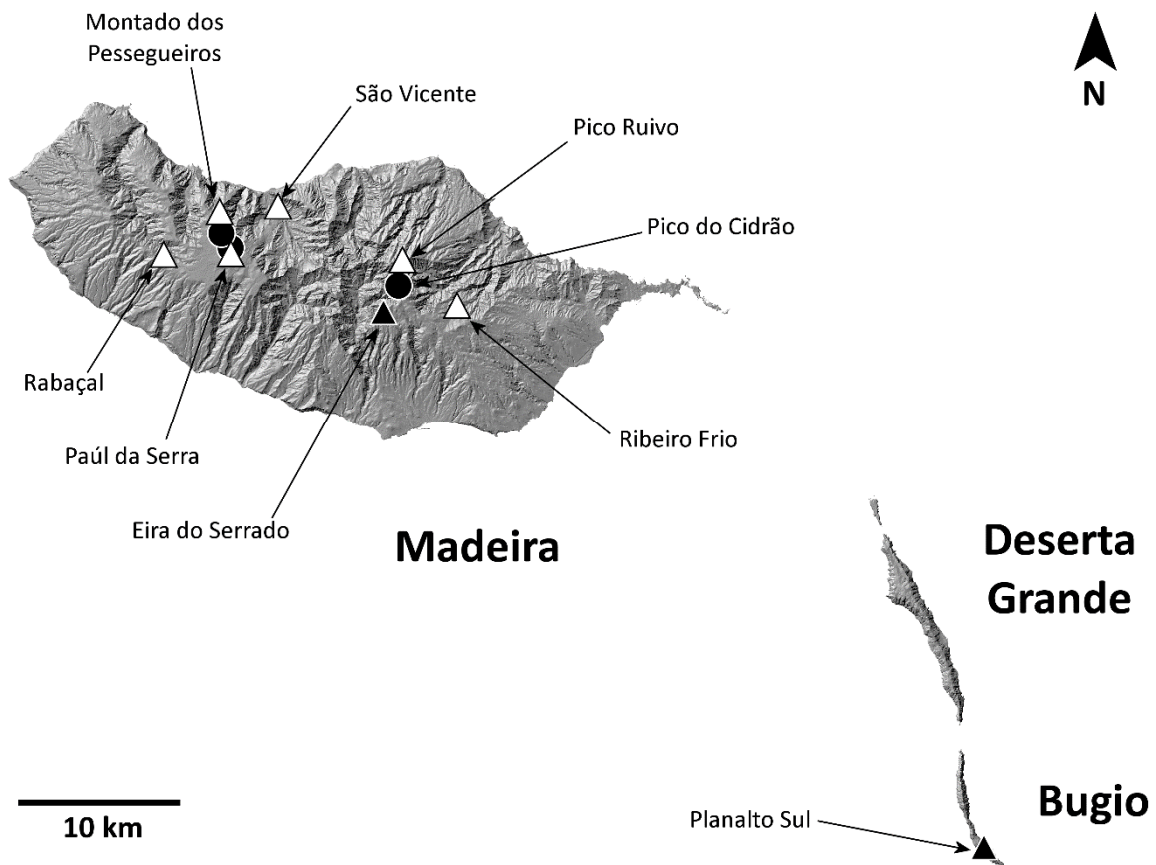 Montado dos
Pessegueiros
São Vicente
Pico Ruivo
N
Pico do Cidrão
Rabaçal
Paúl da Serra
Ribeiro Frio
Eira do Serrado
Madeira
Deserta
Grande
Bugio
Planalto Sul
10 km